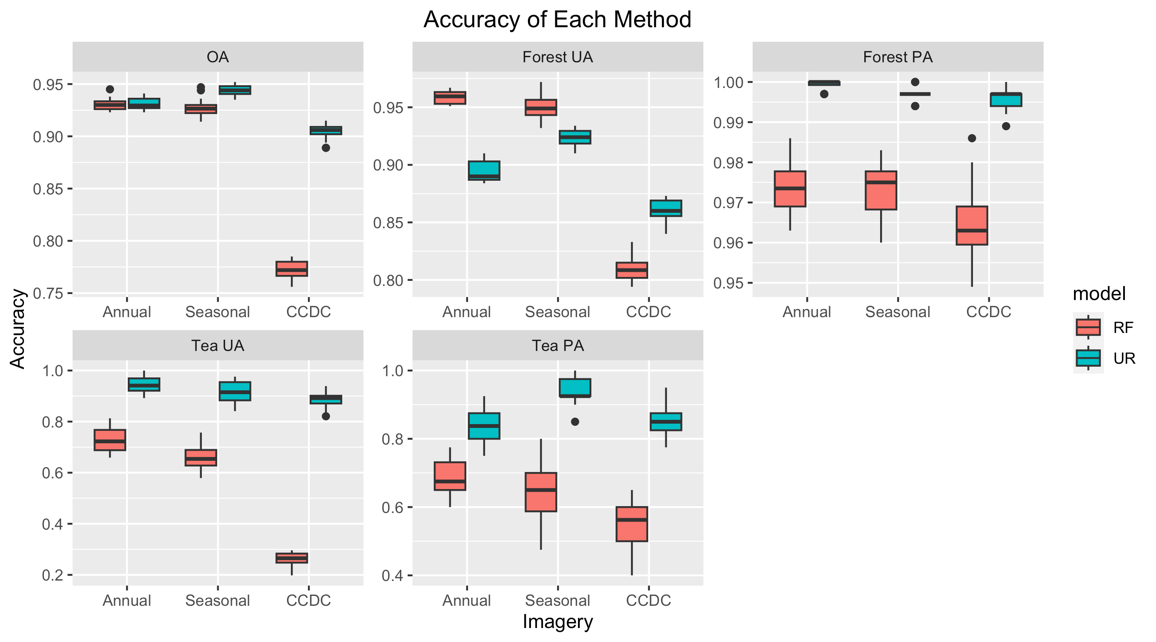 Accuracy of Each Method
OA
Forest UA
Forest PA
0.95
0.90
0.85
0.80
0.75
Annual
Seasonal
CCDC
0.95
0.90
0.85
0.80
Annual
Seasonal
CCDC
1.00
0.99
0.98
0.97
0.96
0.95
Annual
Seasonal
CCDC
Accuracy
Tea UA
Tea PA
1.0
0.8
0.6
0.4
0.2
Annual
Seasonal
CCDC
1.0
0.8
0.6
0.4
Annual
Seasonal
CCDC
Imagery
model
RF
UR